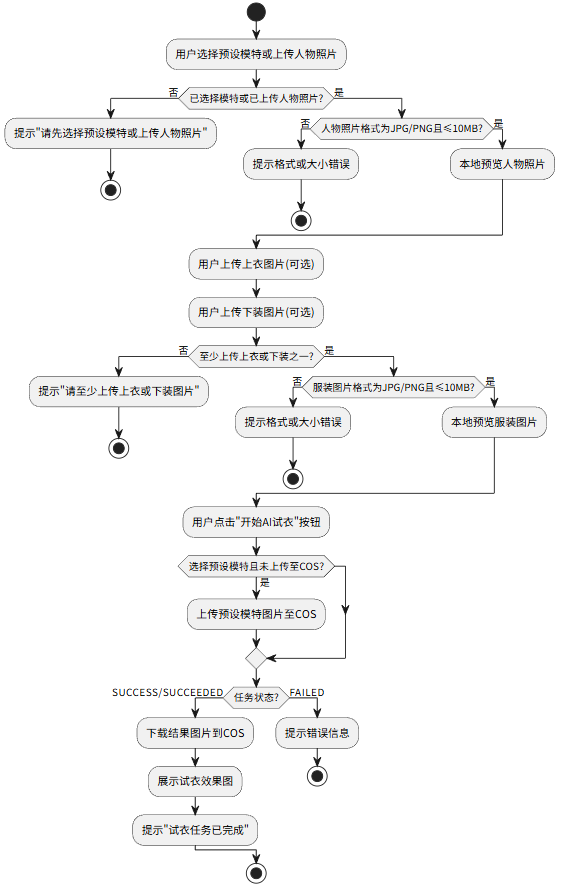 用户选择预设模特或上传人物照片
否
已选择模特或已上传人物照片?
是
提示"请先选择预设模特或上传人物照片"
否
人物照片格式为JPG/PNG且≤10MB?
是
提示格式或大小错误
本地预览人物照片
用户上传上衣图片(可选)
用户上传下装图片(可选)
否
至少上传上衣或下装之一?
是
提示"请至少上传上衣或下装图片"
否
服装图片格式为JPG/PNG且≤10MB?
是
提示格式或大小错误
本地预览服装图片
用户点击"开始AI试衣"按钮
选择预设模特且未上传至COS?
是
上传预设模特图片至COS
SUCCESS/SUCCEEDED
任务状态?
FAILED
下载结果图片到COS
提示错误信息
展示试衣效果图
提示"试衣任务已完成"